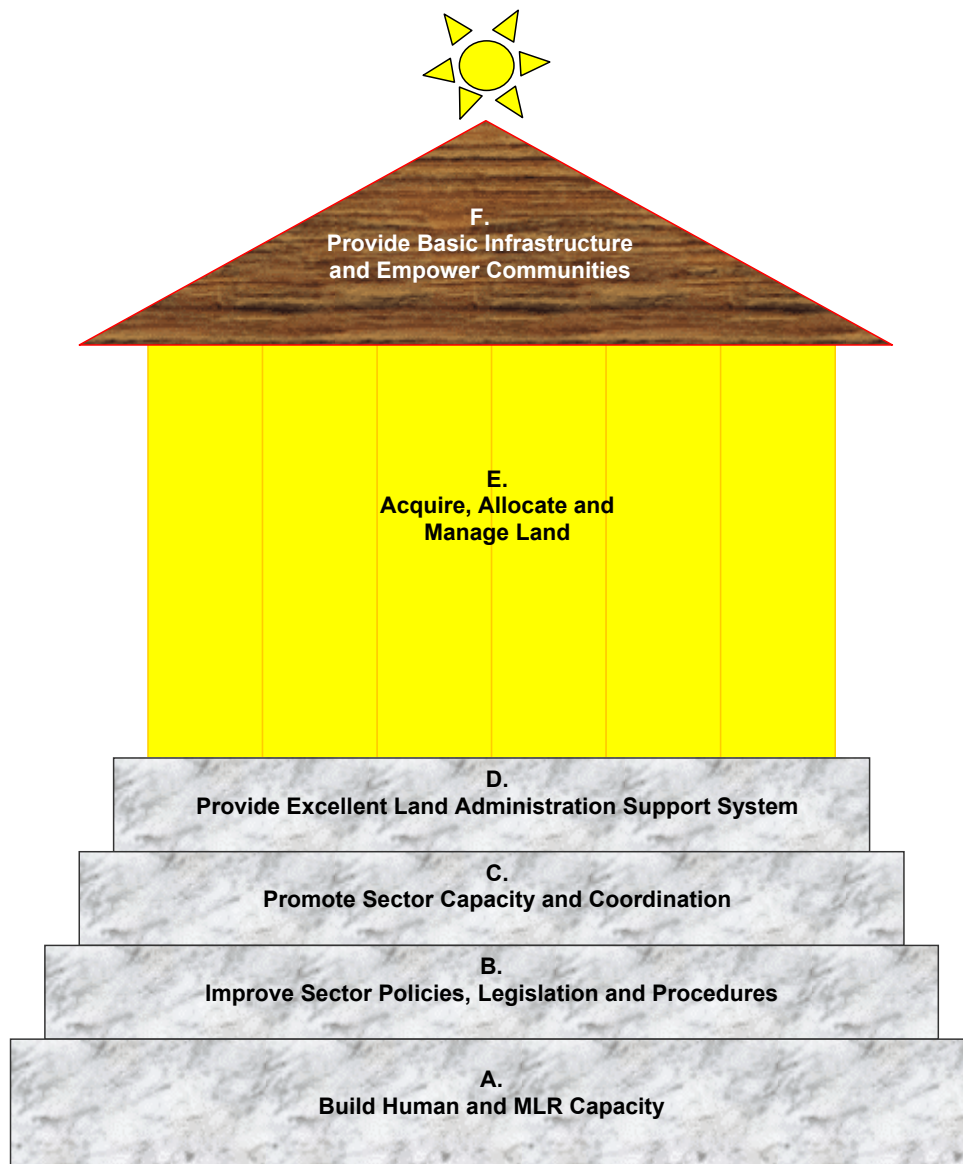 F.
Provide Basic Infrastructure
and Empower Communities
E.
Acquire, Allocate and
Manage Land
D.
Provide Excellent Land Administration Support System
C.
Promote Sector Capacity and Coordination
B.
Improve Sector Policies, Legislation and Procedures
A.
Build Human and MLR Capacity